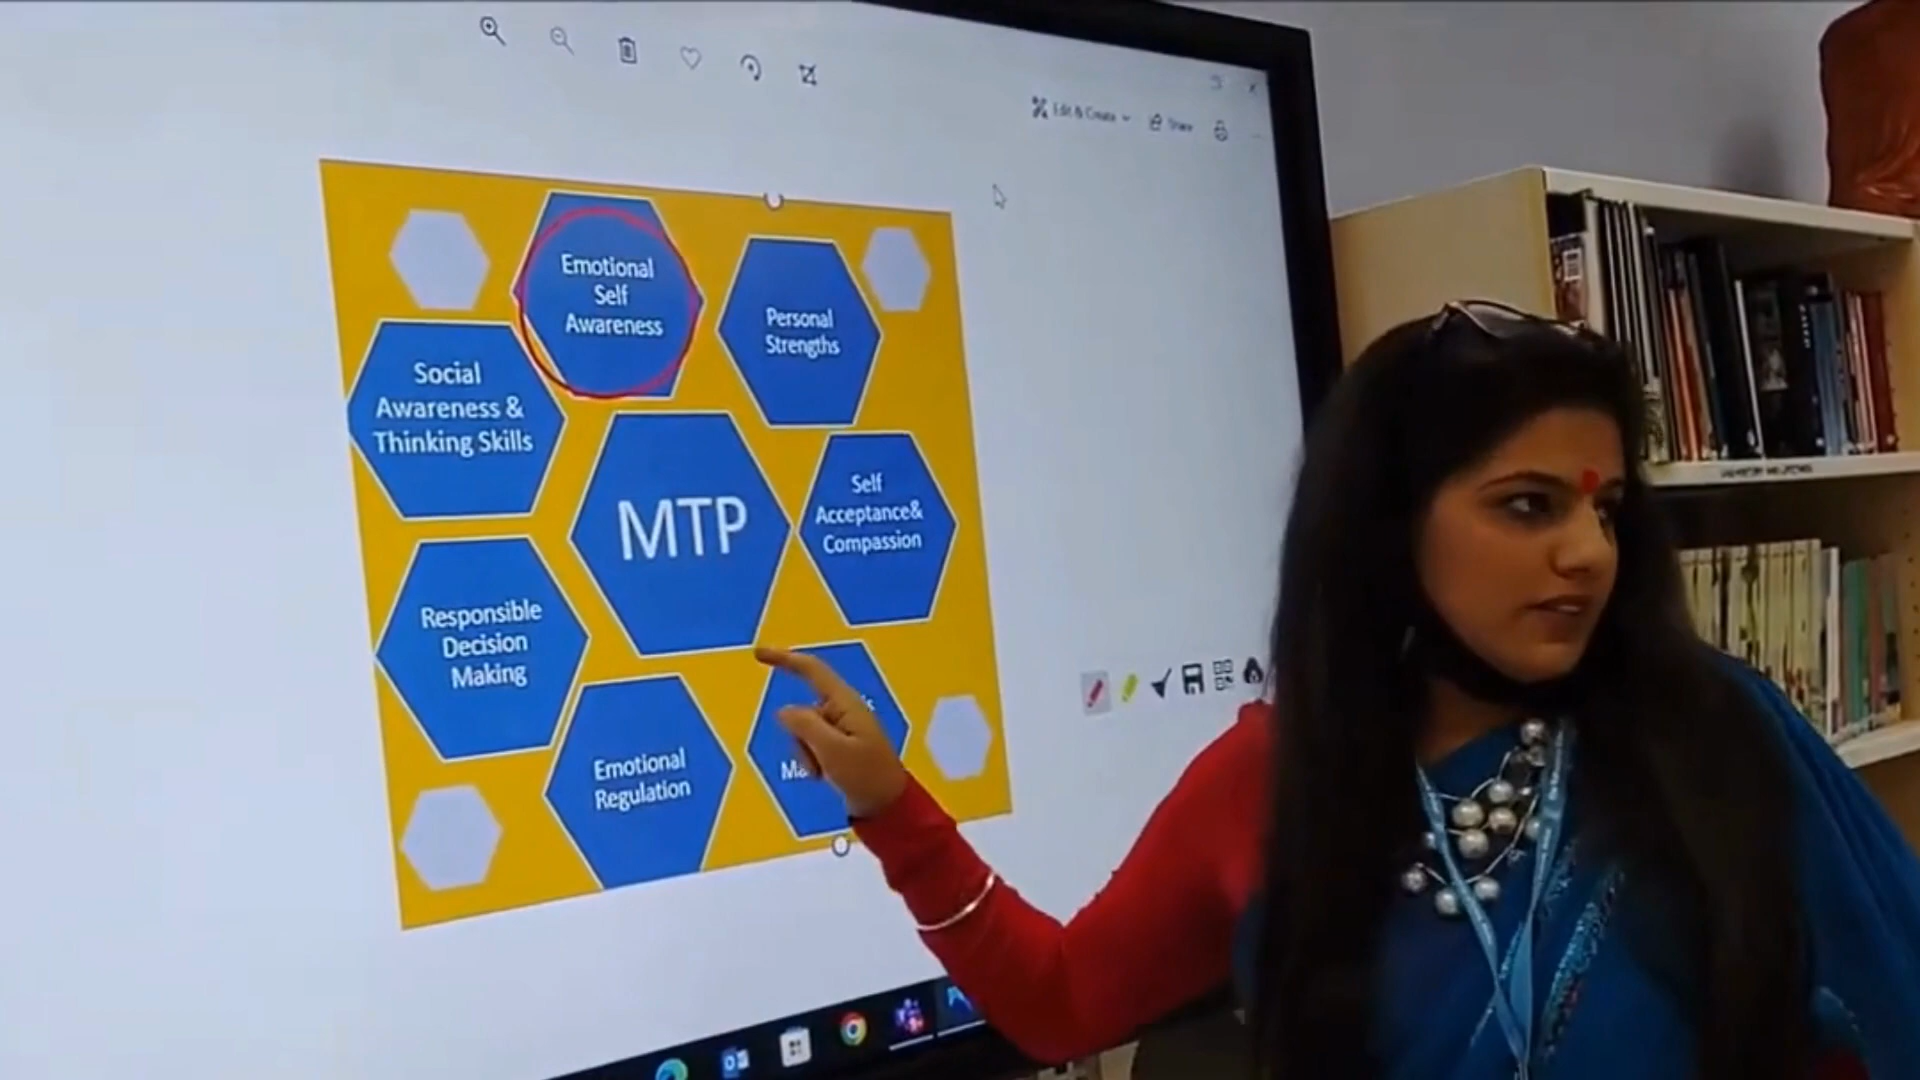 Edit & Create
Share
Emotional
Self
Awareness
Personal
Strengths
Social
Awareness &
Thinking Skills
MTP
Self
Acceptance&
Compassion
Responsible
Decision
Making
Emotional
Regulation